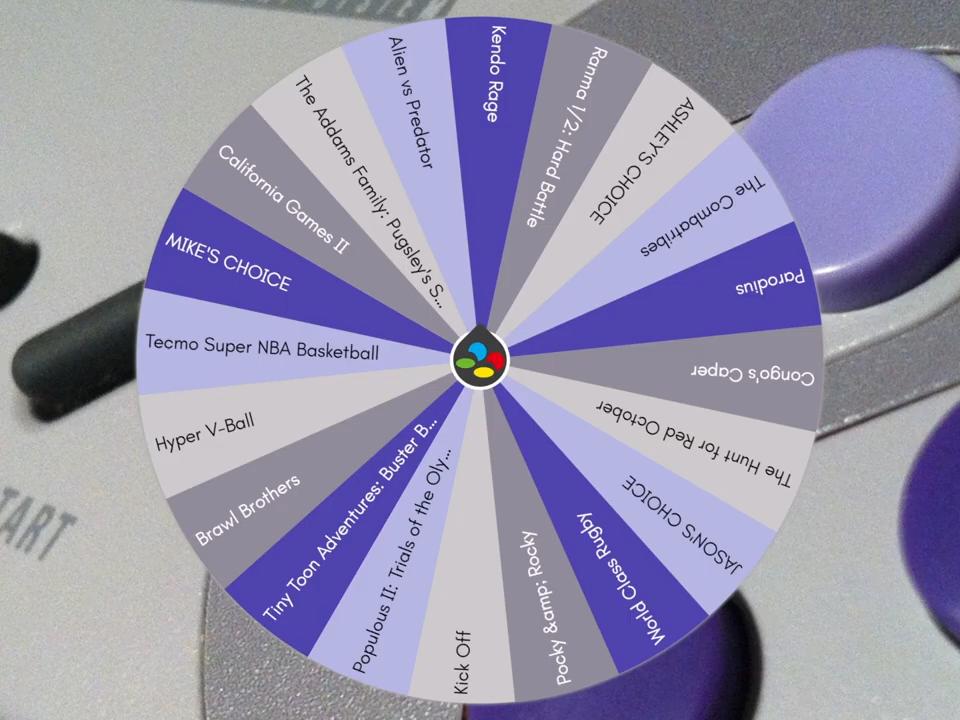 Kendo Rage
Ranma 1/2: Hard Battle
ASHLEY'S CHOICE
The Combatribes
Parodius
Congo's Caper
The Hunt for Red October
JASON'S CHOICE
World Class Rugby
Pocky &amp; Rocky
Kick Off
Populous II: Trials of the Oly...
Tiny Toon Adventures: Buster B...
Brawl Brothers
Hyper V-Ball
Tecmo Super NBA Basketball
MIKE'S CHOICE
California Games II
The Addams Family: Pugsley's S...
Alien vs Predator